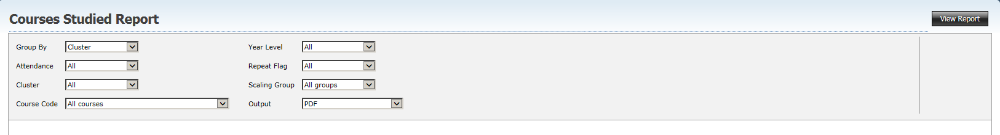 Courses Studied Report
View Report
Group By Cluster Year Level All
Attendance All Repeat Flag All
Cluster All Scaling Group All groups
Course Code All courses Output PDF